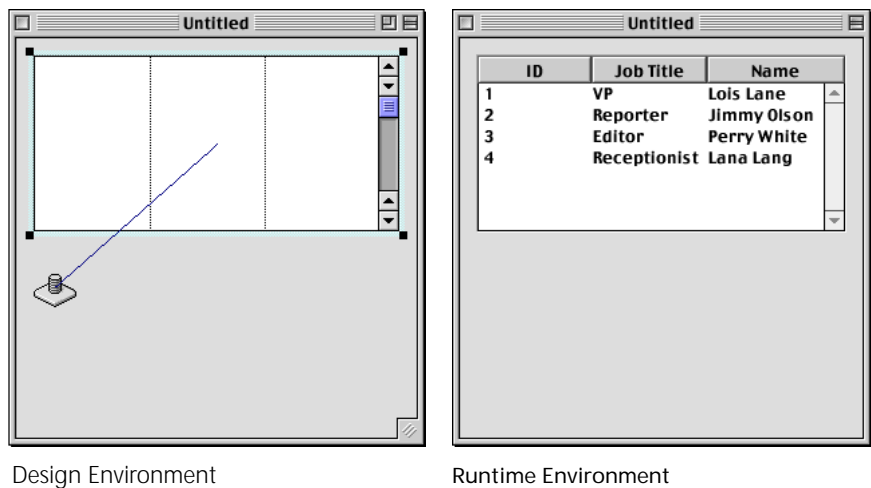 Untitled
Untitled
ID Job Title Name
1 VP Lois Lane
2 Reporter Jimmy Olson
3 Editor Perry White
4 Receptionist Lana Lang
Design Environment
Runtime Environment